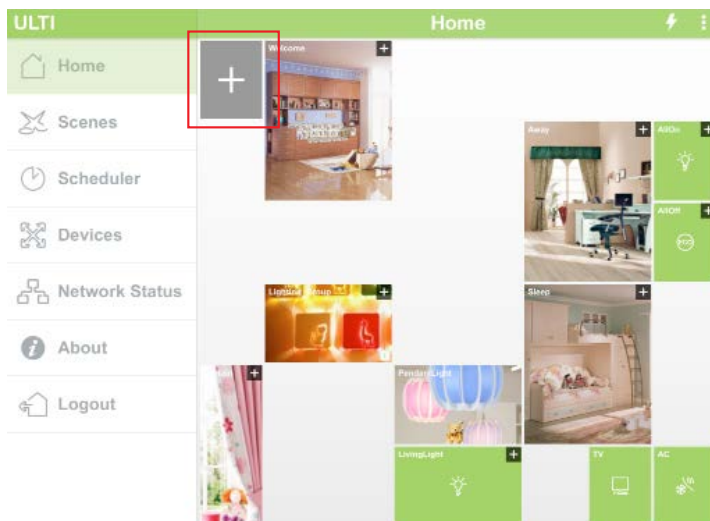 ULTI
Home
Home
Scenes
Scheduler
Devices
Network Status
About
Logout
Welcome
Away
AllOn
AllOff
Lighting Group
Sleep
PendantLight
LivingLight
TV
AC